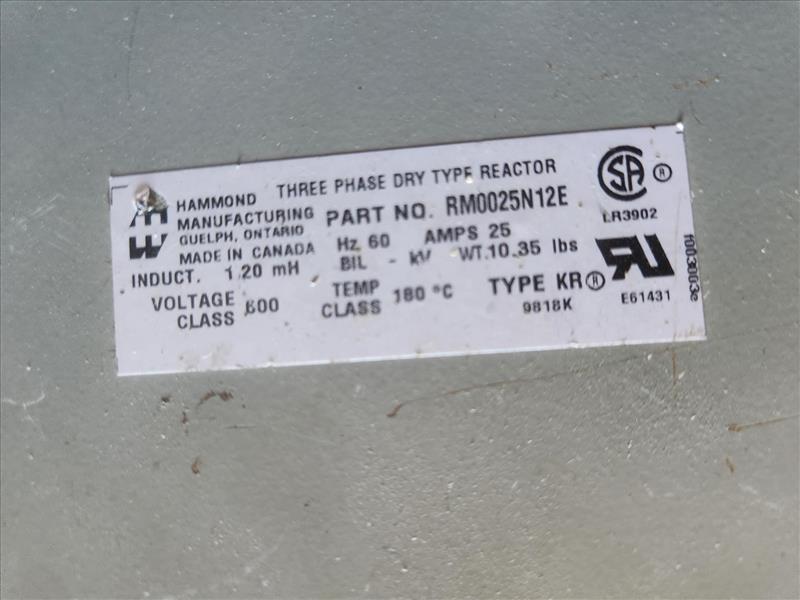 THREE PHASE DRY TYPE REACTOR
HAMMOND
MANUFACTURING
GUELPH, ONTARIO
MADE IN CANADA
PART NO. RM0025N12E
Hz 60 AMPS 25
BIL - kV WT. 10.35 lbs
INDUCT. 1.20 mH
VOLTAGE CLASS 600
TEMP CLASS 180 °C
TYPE KR®
9818K
SA ®
LR3902
E61431
f003003e